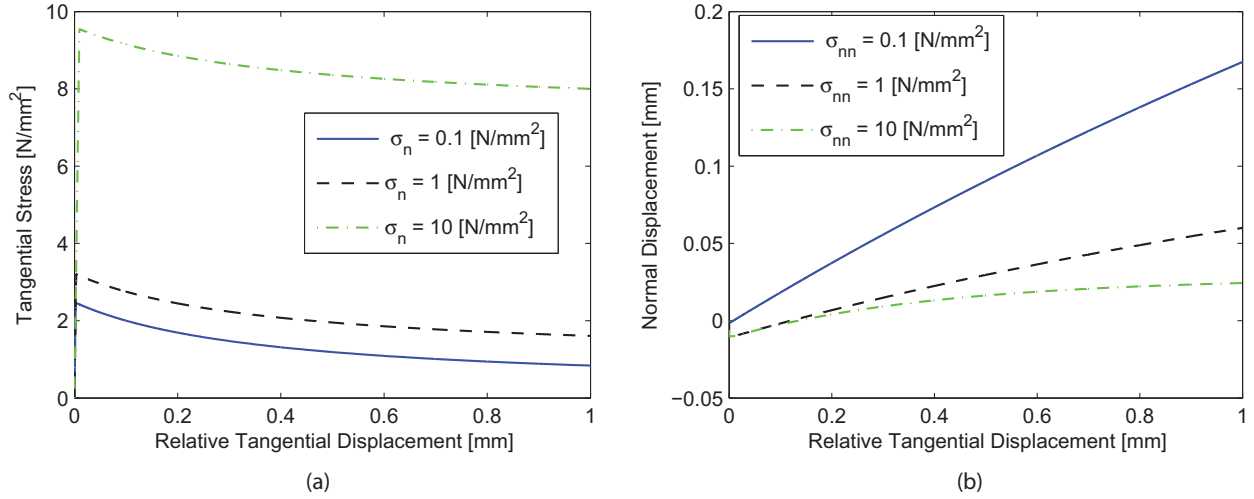 10
8
6
4
2
0
Tangential Stress [N/mm²]
σn = 0.1 [N/mm²]
σn = 1 [N/mm²]
σn = 10 [N/mm²]
0 0.2 0.4 0.6 0.8 1
Relative Tangential Displacement [mm]
(a)
0.2
0.15
0.1
0.05
0
−0.05
Normal Displacement [mm]
σnn = 0.1 [N/mm²]
σnn = 1 [N/mm²]
σnn = 10 [N/mm²]
0 0.2 0.4 0.6 0.8 1
Relative Tangential Displacement [mm]
(b)